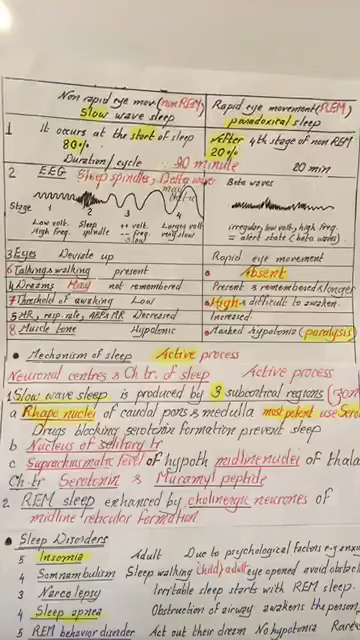 Non rapid eye mov(nonREM) Rapid eye movement(REM)
Slow wave sleep paradoxical sleep
1 It occurs at the start of sleep After 4th stage of non REM
80% 20%
Duration/cycle 90 minute 20 min
2 EEG Sleep spindles, Delta wave Beta waves
Stage 1 2 3 4
Low volt. Sleep ++ volt. Largest volt irregular, low volt, high freq.
High freq. spindle -- freq. very slow = alert state (beta waves)
slow
3 Eyes Deviate up Rapid eye movement
6 Talking & walking present Absent
4 Dreams May not remembered Present & remembered & longer
7 Threshold of awaking Low High & difficult to awaken
5 HR, resp. rate, ABP & MR Decreased Increased
8 Muscle tone Hypotonic Marked hypotonia (paralysis)
• Mechanism of sleep Active process
Neuronal centres & Ch tr. of sleep Active process
1 Slow wave sleep is produced by 3 subcortical regions
a Rhape nuclei of caudal pons & medulla most potent use
Drugs blocking serotonin formation prevent sleep
b Nucleus of solitary tr
c Suprachiasmatic level of hypoth midline nuclei of thala
Ch tr Serotonin & Muramyl peptide
2. REM sleep enhanced by cholinergic neurones of
midline reticular formation
• Sleep Disorders
5 Insomia Adult Due to psychological factors e.g
4 Somnambulism Sleep walking child/adult eye opened avoid obstac
3 Narcolepsy Irritable sleep starts with REM sleep.
4 Sleep apnea Obstruction of airway awakens the person
5 REM behavior disorder Act out their dream No hypotonia Rare